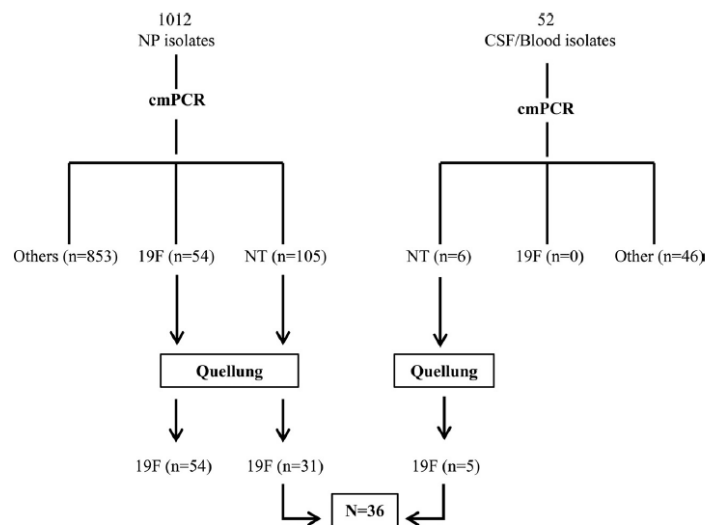 1012
NP isolates
52
CSF/Blood isolates
cmPCR
cmPCR
Others (n=853)
19F (n=54)
NT (n=105)
NT (n=6)
19F (n=0)
Other (n=46)
Quellung
Quellung
19F (n=54)
19F (n=31)
19F (n=5)
N=36